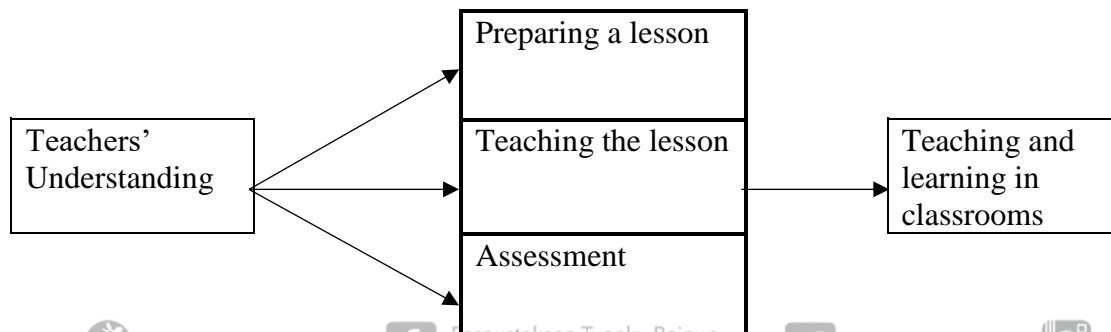 Preparing a lesson
Teachers’
Understanding
Teaching the lesson
Teaching and
learning in
classrooms
Assessment